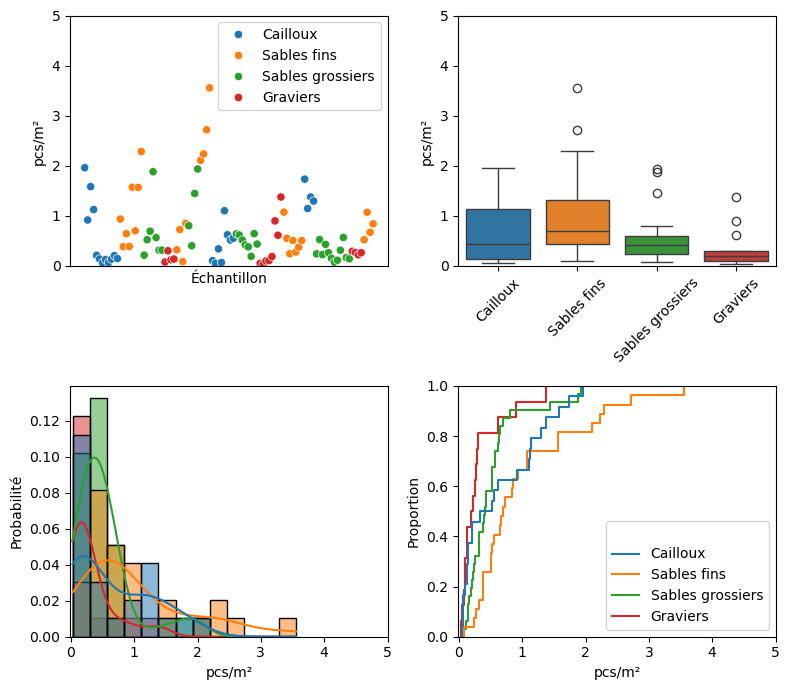 5
4
3
2
1
0
pcs/m²
Échantillon
Cailloux
Sables fins
Sables grossiers
Graviers
5
4
3
2
1
0
pcs/m²
Cailloux
Sables fins
Sables grossiers
Graviers
0.12
0.10
0.08
0.06
0.04
0.02
0.00
Probabilité
0 1 2 3 4 5
pcs/m²
1.0
0.8
0.6
0.4
0.2
0.0
Proportion
Cailloux
Sables fins
Sables grossiers
Graviers
0 1 2 3 4 5
pcs/m²